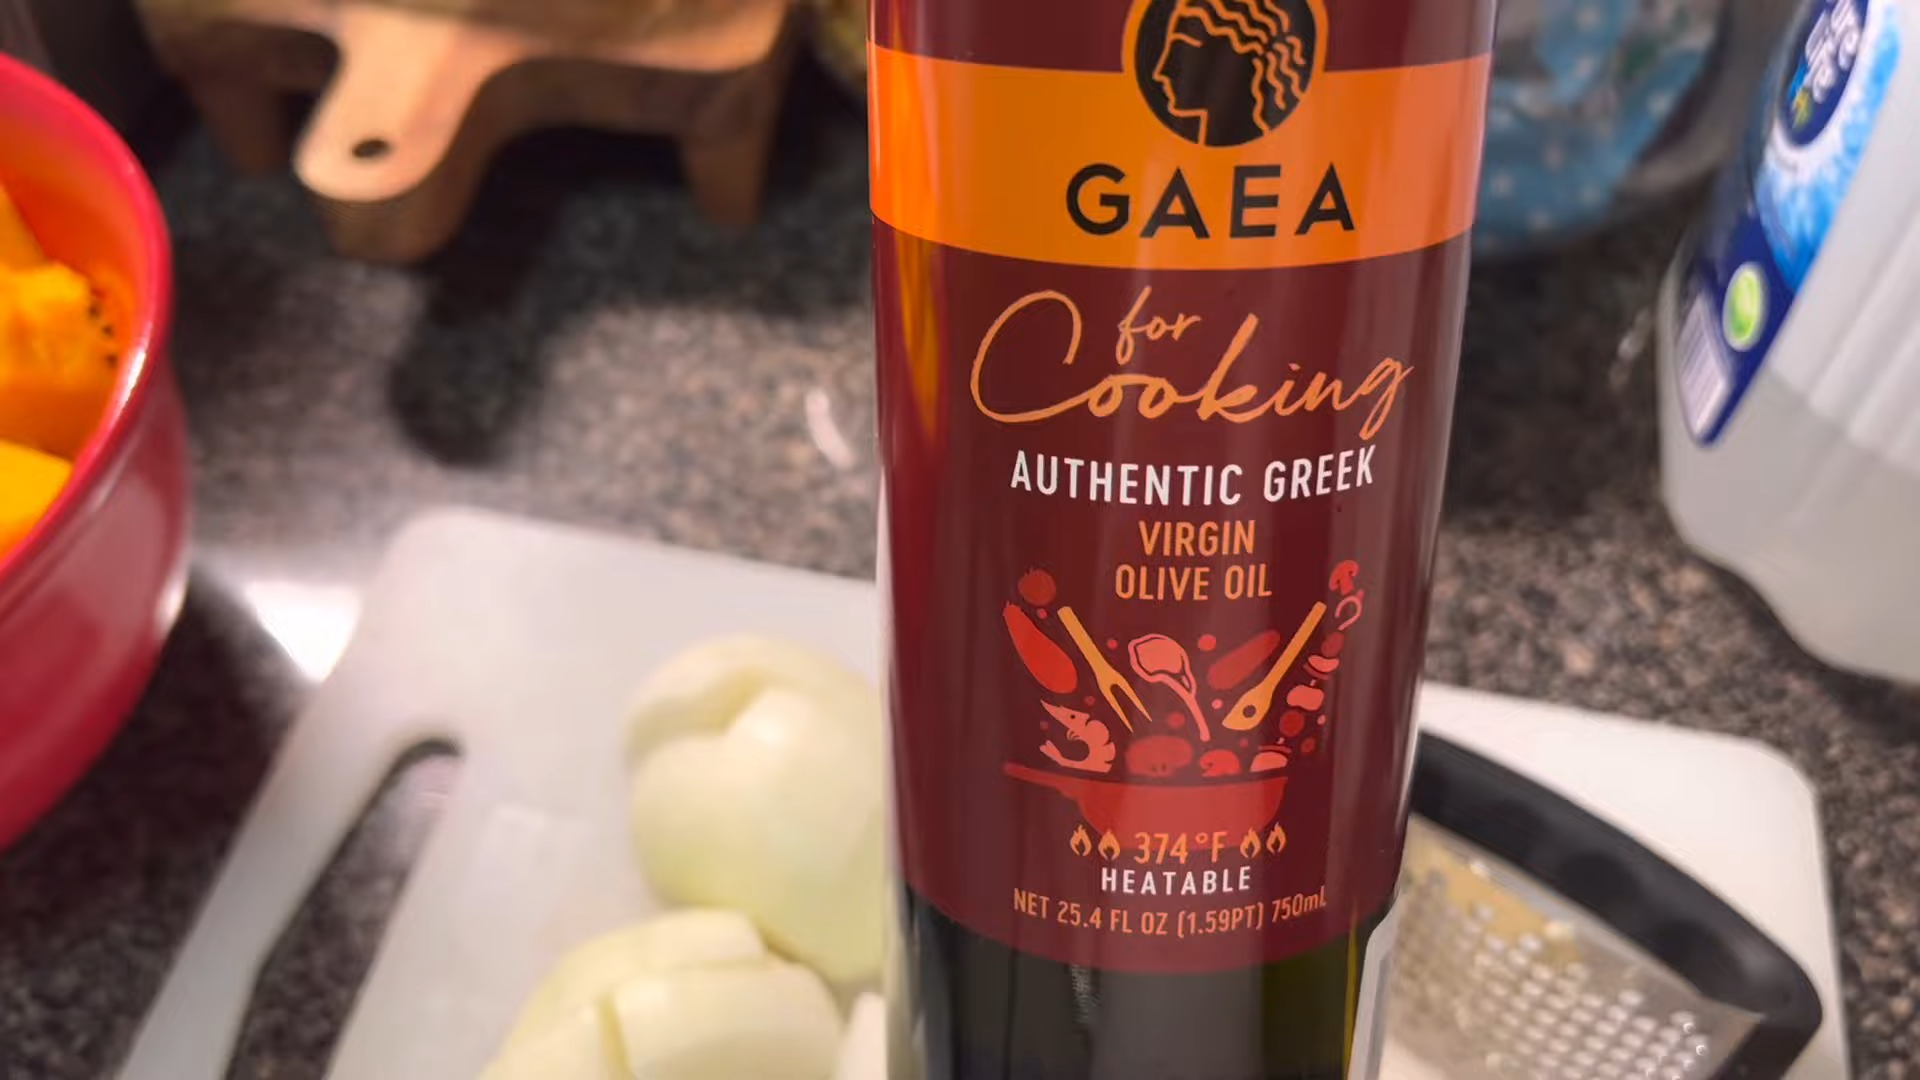 GAEA
for
Cooking
AUTHENTIC GREEK
VIRGIN
OLIVE OIL
374°F
HEATABLE
NET 25.4 FL OZ (1.59PT) 750mL